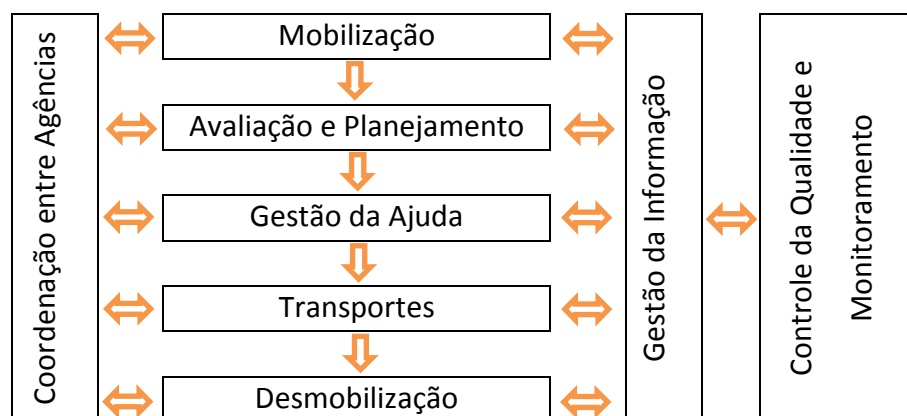 Coordenação entre Agências
Mobilização
Avaliação e Planejamento
Gestão da Ajuda
Transportes
Desmobilização
Gestão da Informação
Controle da Qualidade e
Monitoramento